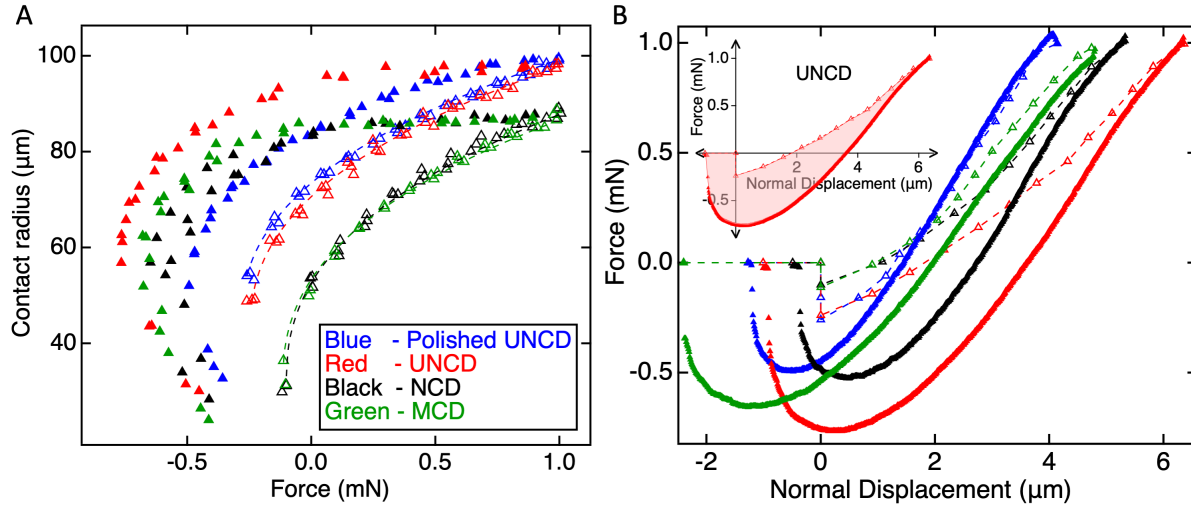 A
100
80
60
40
Contact radius (μm)
-0.5
0.0
0.5
1.0
Force (mN)
Blue - Polished UNCD
Red - UNCD
Black - NCD
Green - MCD
B
1.0
0.5
0.0
-0.5
Force (mN)
-2
0
2
4
6
Normal Displacement (μm)
UNCD
1.0
0.5
-0.5
Force (mN)
2
4
6
Normal Displacement (μm)